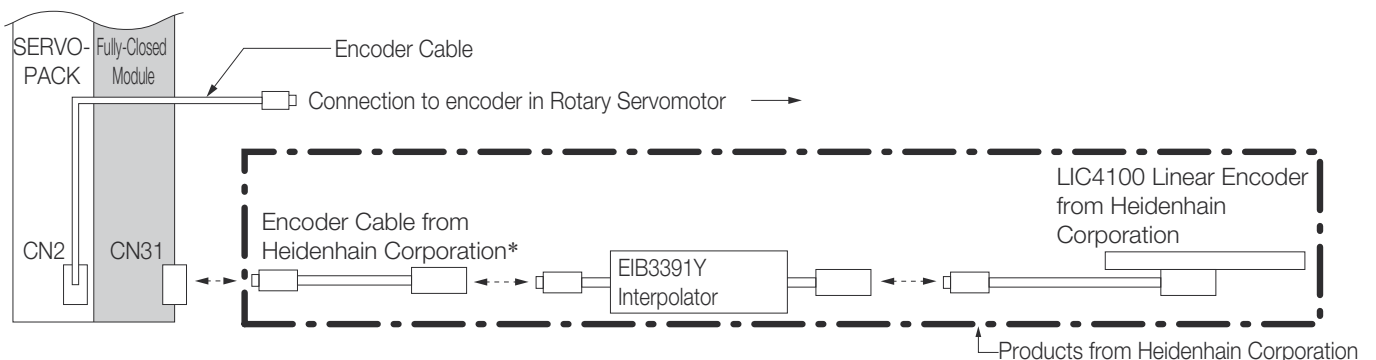 SERVO-
PACK
Fully-Closed
Module
Encoder Cable
Connection to encoder in Rotary Servomotor
LIC4100 Linear Encoder
from Heidenhain
Corporation
Encoder Cable from
Heidenhain Corporation*
CN2
CN31
EIB3391Y
Interpolator
Products from Heidenhain Corporation